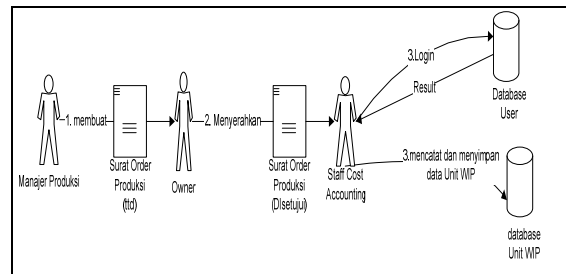 1. membuat
2. Menyerahkan
3.Login
Result
Database
User
Manajer Produksi
Surat Order
Produksi
(ttd)
Owner
Surat Order
Produksi
(DIsetujui)
Staff Cost
Accounting
3.mencatat dan menyimpan
data Unit WIP
database
Unit WIP